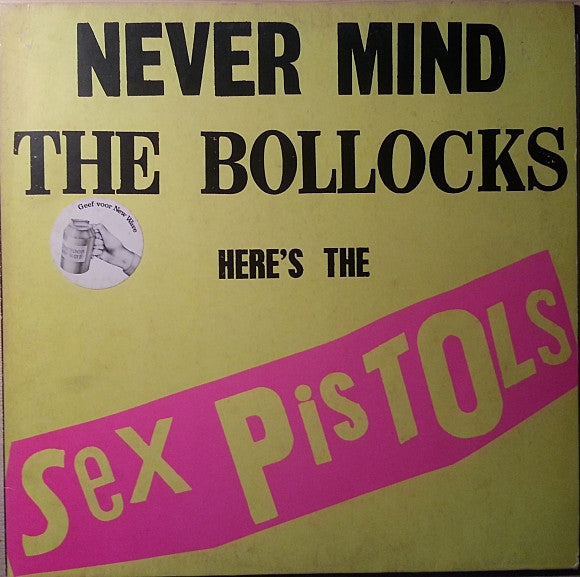 NEVER MIND
THE BOLLOCKS
Geef voor New Wave
HERE'S THE
Sex PisTOLs